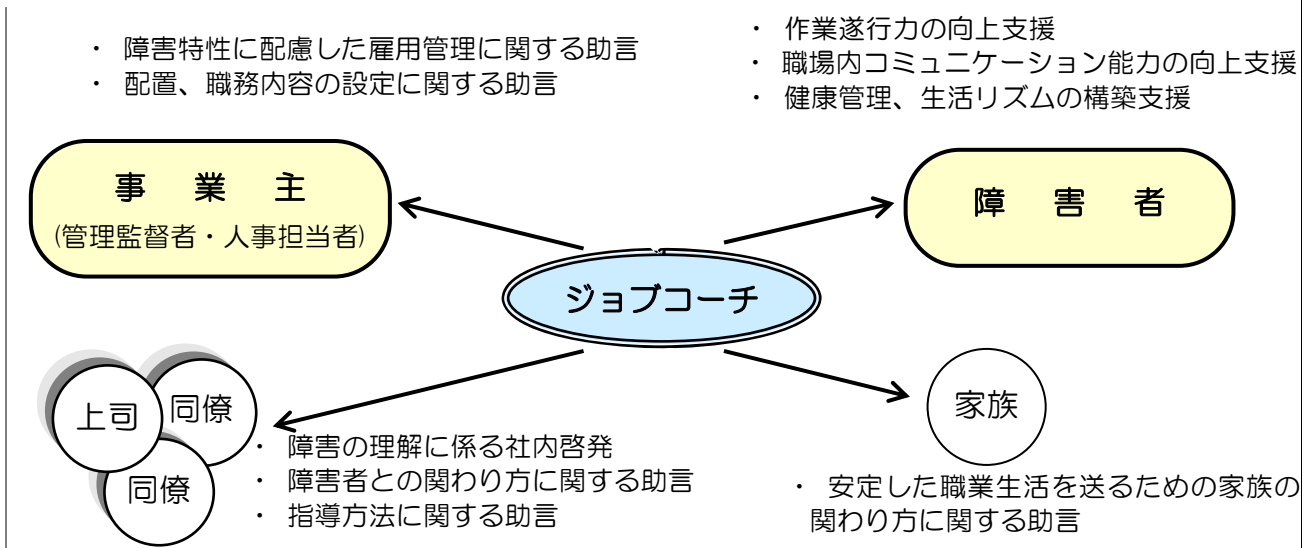 ・ 障害特性に配慮した雇用管理に関する助言
・ 配置、職務内容の設定に関する助言
・ 作業遂行力の向上支援
・ 職場内コミュニケーション能力の向上支援
・ 健康管理、生活リズムの構築支援
事 業 主
(管理監督者・人事担当者)
障 害 者
ジョブコーチ
上司
同僚
同僚
・ 障害の理解に係る社内啓発
・ 障害者との関わり方に関する助言
・ 指導方法に関する助言
家族
・ 安定した職業生活を送るための家族の
関わり方に関する助言